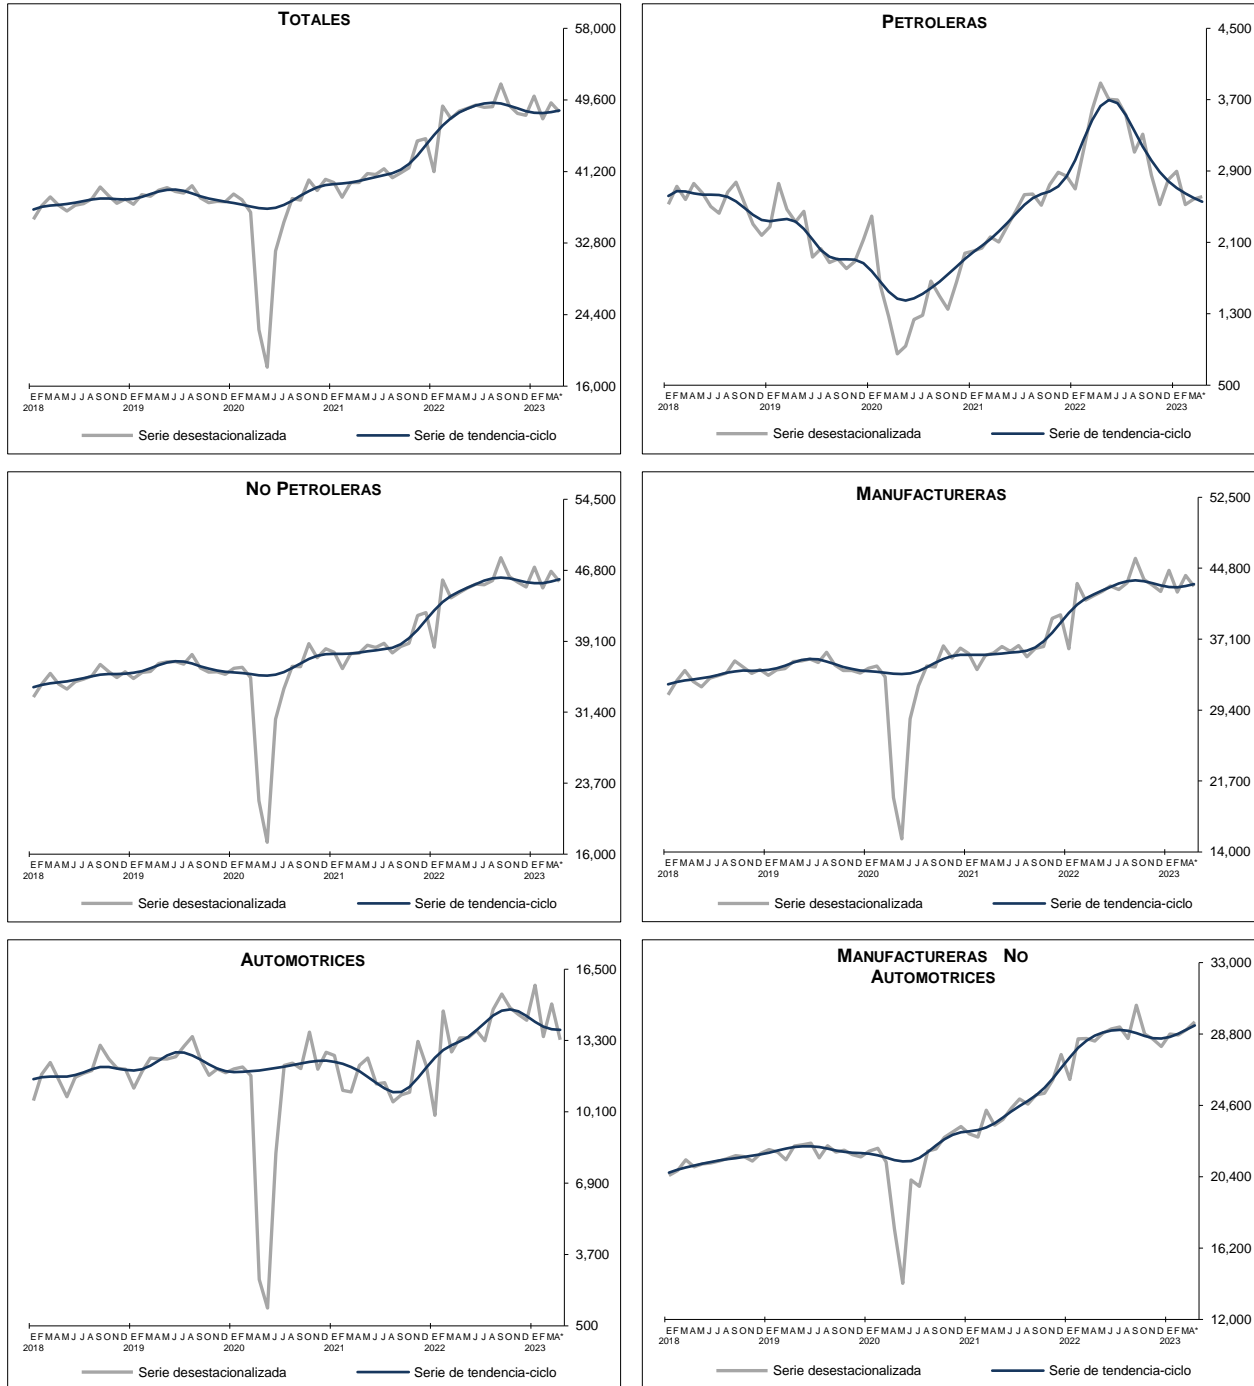 TOTALES
58,000
49,600
41,200
32,800
24,400
16,000
E F M A M J J A S O N D E F M A M J J A S O N D E F M A M J J A S O N D E F M A M J J A S O N D E F M A M J J A S O N D E F M A*
2018 2019 2020 2021 2022 2023
Serie desestacionalizada Serie de tendencia-ciclo
PETROLERAS
4,500
3,700
2,900
2,100
1,300
500
E F M A M J J A S O N D E F M A M J J A S O N D E F M A M J J A S O N D E F M A M J J A S O N D E F M A M J J A S O N D E F M A*
2018 2019 2020 2021 2022 2023
Serie desestacionalizada Serie de tendencia-ciclo
NO PETROLERAS
54,500
46,800
39,100
31,400
23,700
16,000
E F M A M J J A S O N D E F M A M J J A S O N D E F M A M J J A S O N D E F M A M J J A S O N D E F M A M J J A S O N D E F M A*
2018 2019 2020 2021 2022 2023
Serie desestacionalizada Serie de tendencia-ciclo
MANUFACTURERAS
52,500
44,800
37,100
29,400
21,700
14,000
E F M A M J J A S O N D E F M A M J J A S O N D E F M A M J J A S O N D E F M A M J J A S O N D E F M A M J J A S O N D E F M A*
2018 2019 2020 2021 2022 2023
Serie desestacionalizada Serie de tendencia-ciclo
AUTOMOTRICES
16,500
13,300
10,100
6,900
3,700
500
E F M A M J J A S O N D E F M A M J J A S O N D E F M A M J J A S O N D E F M A M J J A S O N D E F M A M J J A S O N D E F M A*
2018 2019 2020 2021 2022 2023
Serie desestacionalizada Serie de tendencia-ciclo
MANUFACTURERAS NO
AUTOMOTRICES
33,000
28,800
24,600
20,400
16,200
12,000
E F M A M J J A S O N D E F M A M J J A S O N D E F M A M J J A S O N D E F M A M J J A S O N D E F M A M J J A S O N D E F M A*
2018 2019 2020 2021 2022 2023
Serie desestacionalizada Serie de tendencia-ciclo